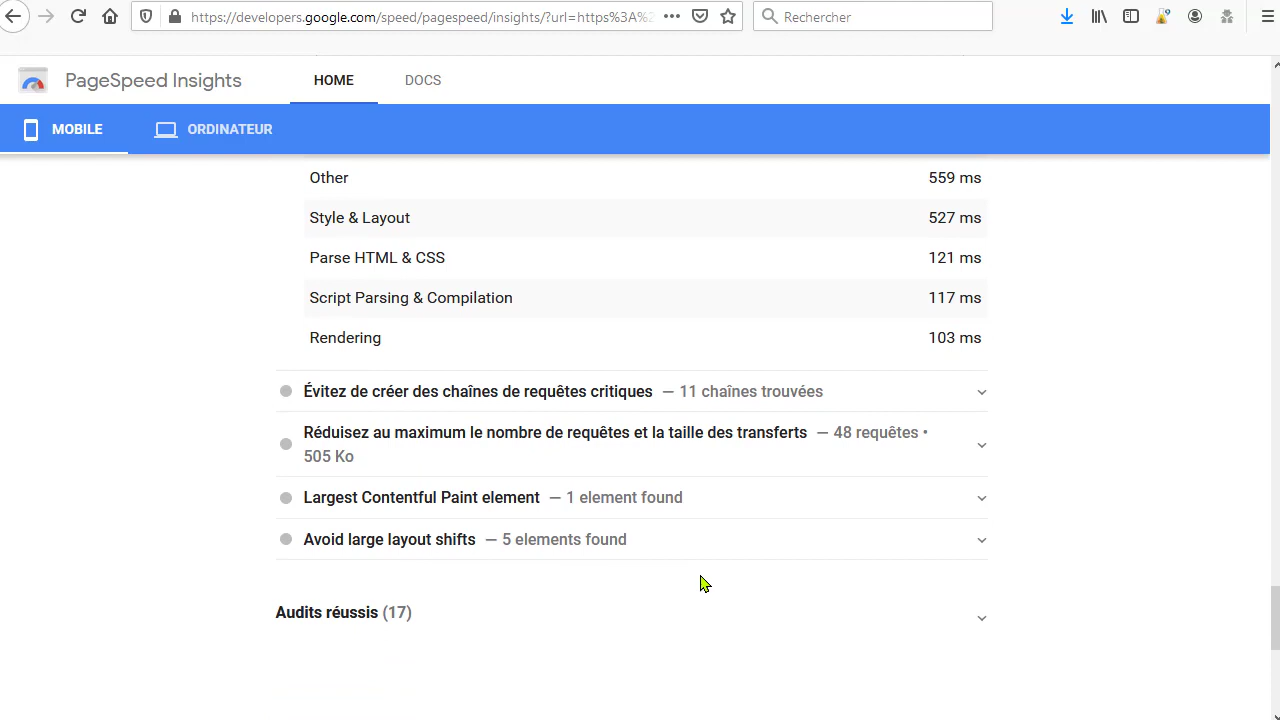 https://developers.google.com/speed/pagespeed/insights/?url=https%3A%2
Rechercher
PageSpeed Insights
HOME
DOCS
MOBILE
ORDINATEUR
Other 559 ms
Style & Layout 527 ms
Parse HTML & CSS 121 ms
Script Parsing & Compilation 117 ms
Rendering 103 ms
Évitez de créer des chaînes de requêtes critiques — 11 chaînes trouvées
Réduisez au maximum le nombre de requêtes et la taille des transferts — 48 requêtes •
505 Ko
Largest Contentful Paint element — 1 element found
Avoid large layout shifts — 5 elements found
Audits réussis (17)